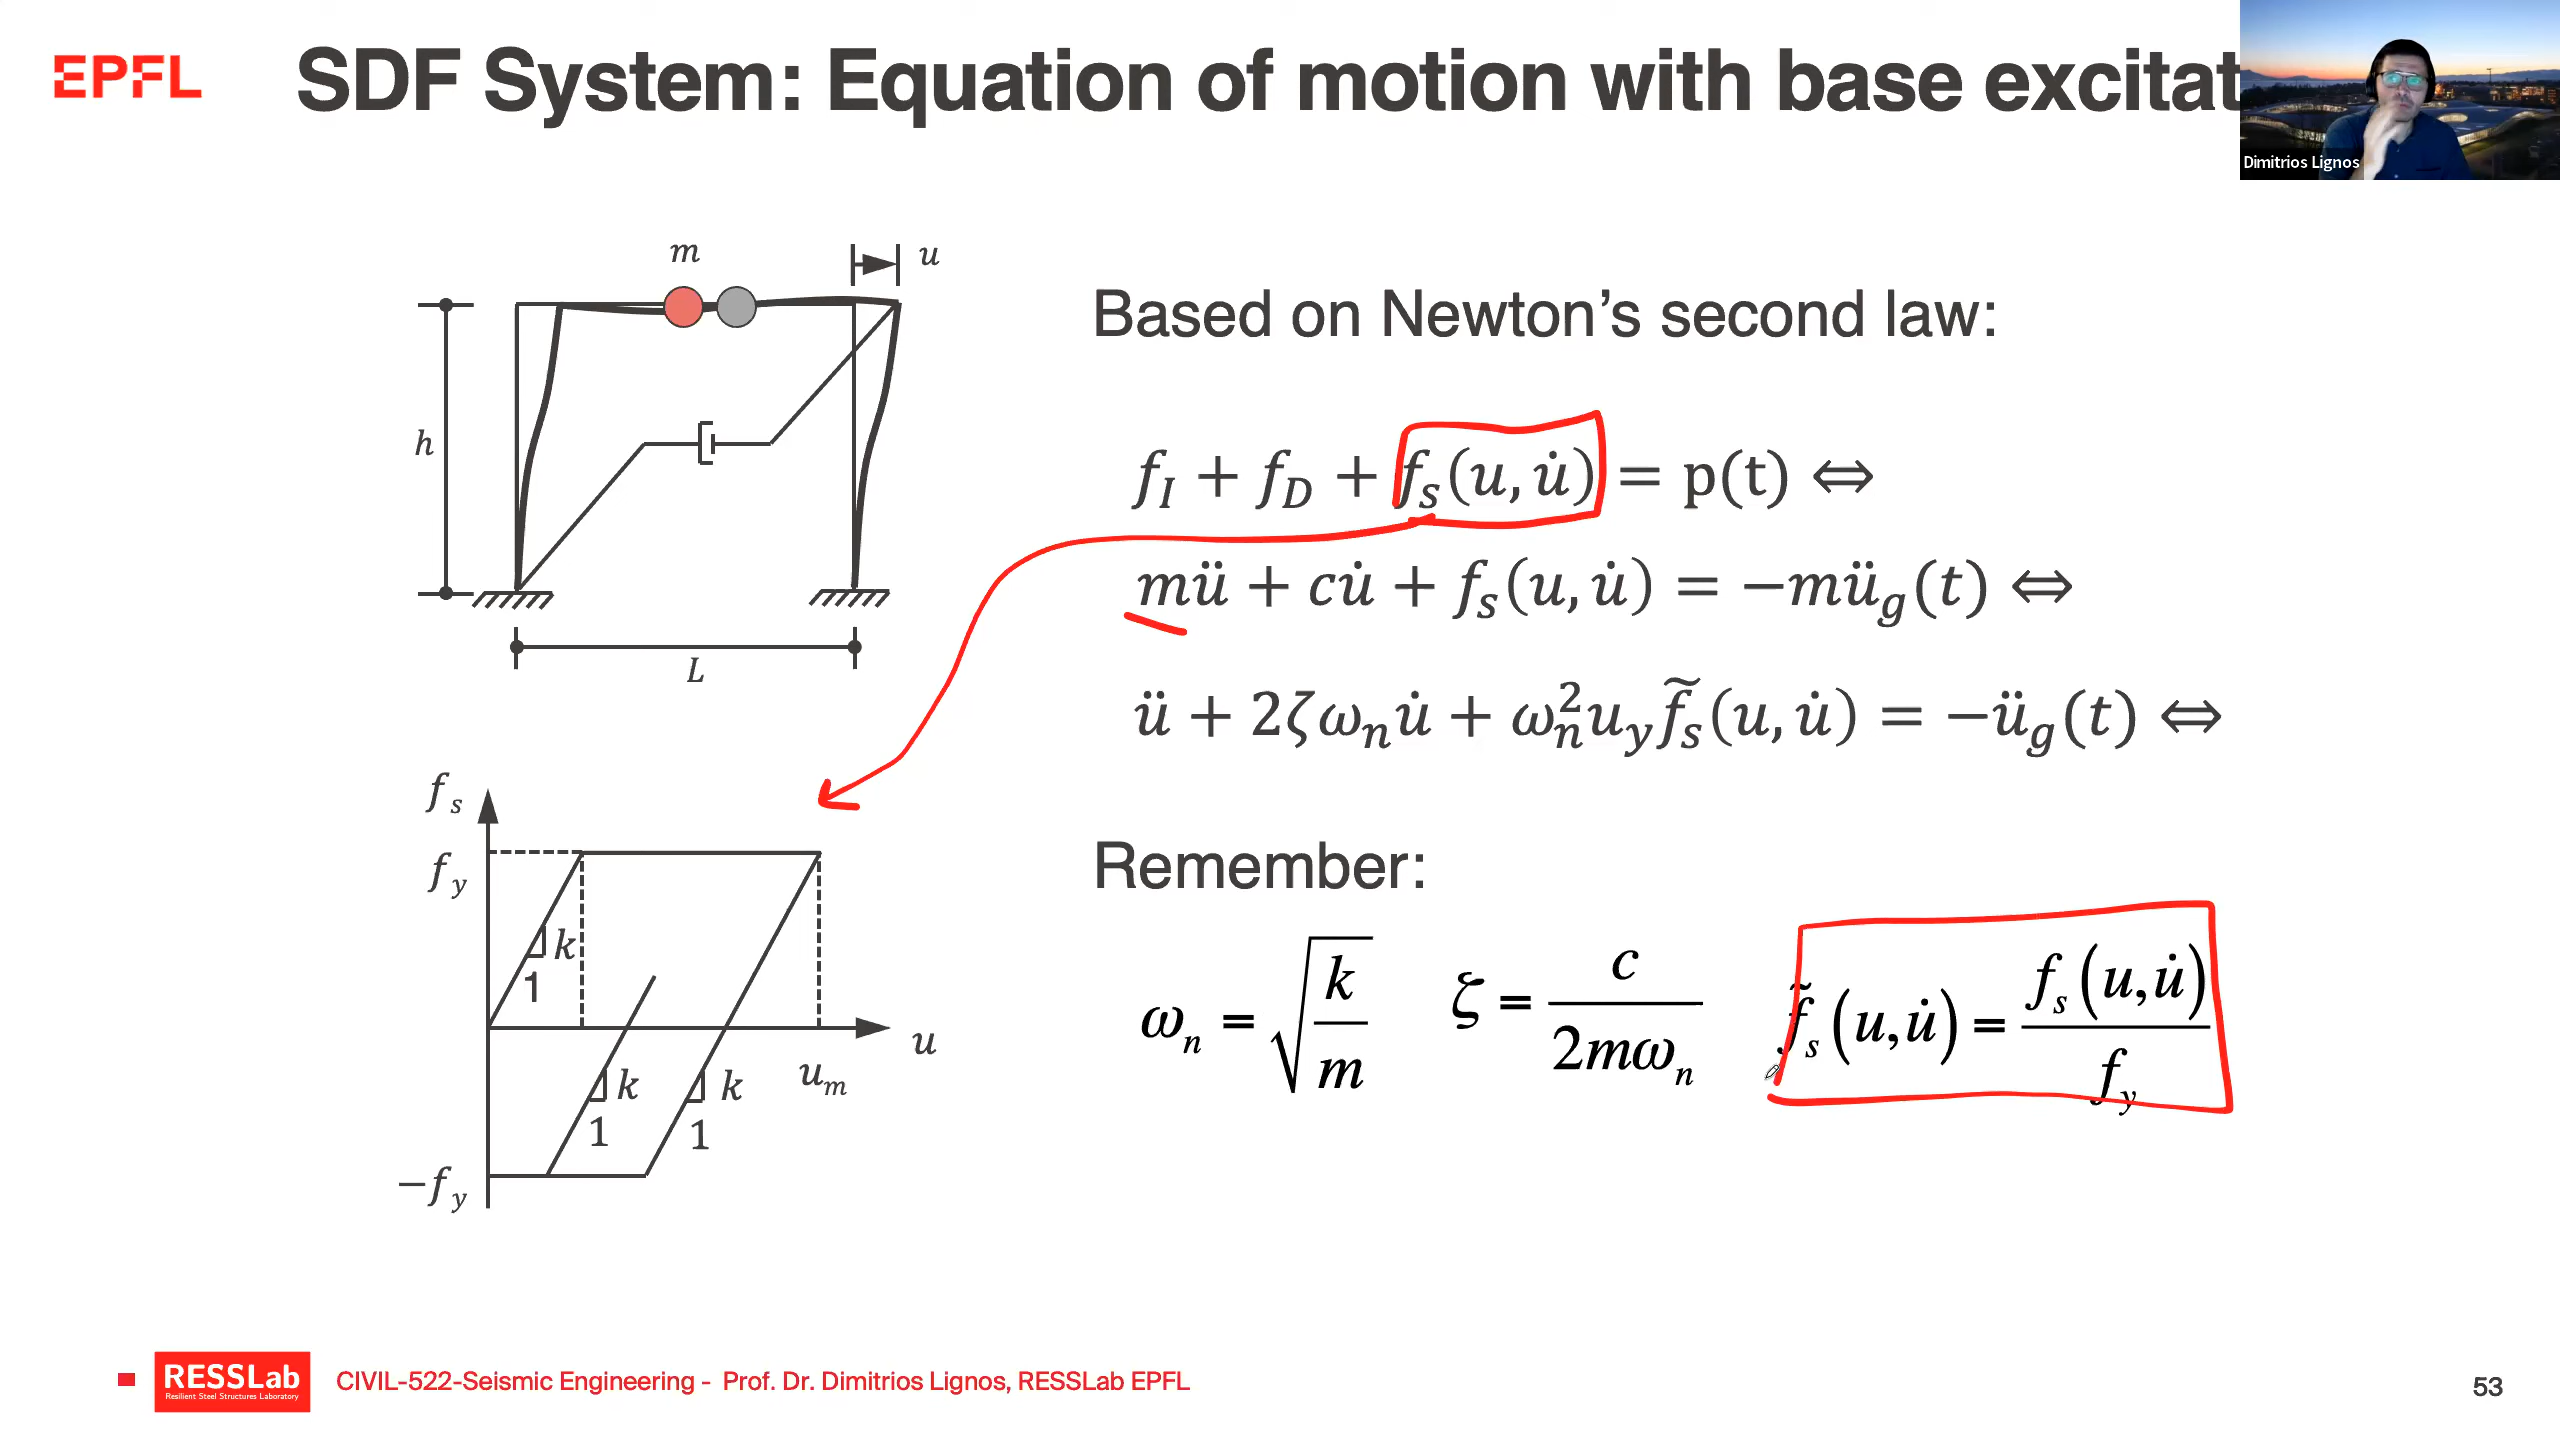 EPFL
SDF System: Equation of motion with base excitat
Dimitrios Lignos
m
u
h
L
Based on Newton's second law:
f_I + f_D + f_s(u, u̇) = p(t) ⇔
mü + cu̇ + f_s(u, u̇) = −mü_g(t) ⇔
ü + 2ζω_n u̇ + ω_n² u_y f̃_s(u, u̇) = −ü_g(t) ⇔
f_s
f_y
k
1
k
1
k
1
u_m
u
−f_y
Remember:
ω_n = √(k/m)
ζ = c/(2mω_n)
f̃_s(u, u̇) = f_s(u, u̇)/f_y
RESSLab
Resilient Steel Structures Laboratory
CIVIL-522-Seismic Engineering - Prof. Dr. Dimitrios Lignos, RESSLab EPFL
53